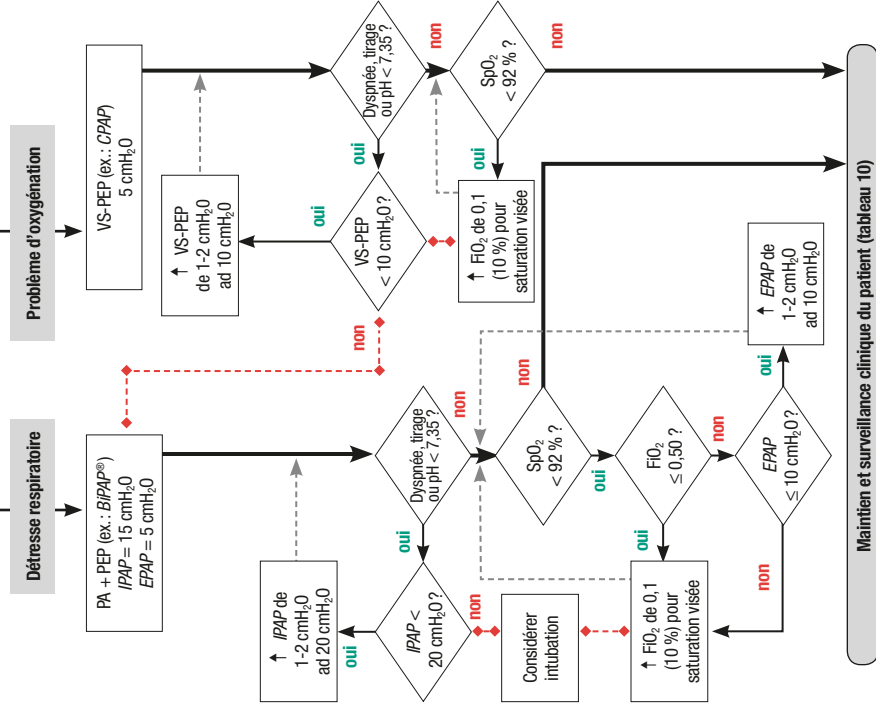 Détresse respiratoire
PA + PEP (ex.: BiPAP®)
IPAP = 15 cmH₂O
EPAP = 5 cmH₂O
↑ IPAP de
1-2 cmH₂O
ad 20 cmH₂O
Dyspnée, tirage
ou pH < 7,35 ?
oui
non
IPAP <
20 cmH₂O?
oui
non
Considérer
intubation
SpO₂
< 92 % ?
oui
non
FiO₂
≤ 0,50 ?
oui
non
↑ FiO₂ de 0,1
(10 %) pour
saturation visée
EPAP
≤ 10 cmH₂O?
oui
non
↑ EPAP de
1-2 cmH₂O
ad 10 cmH₂O
Problème d'oxygénation
VS-PEP (ex.: CPAP)
5 cmH₂O
↑ VS-PEP
de 1-2 cmH₂O
ad 10 cmH₂O
Dyspnée, tirage
ou pH < 7,35 ?
oui
non
VS-PEP
< 10 cmH₂O?
oui
non
SpO₂
< 92 % ?
oui
non
↑ FiO₂ de 0,1
(10 %) pour
saturation visée
Maintien et surveillance clinique du patient (tableau 10)